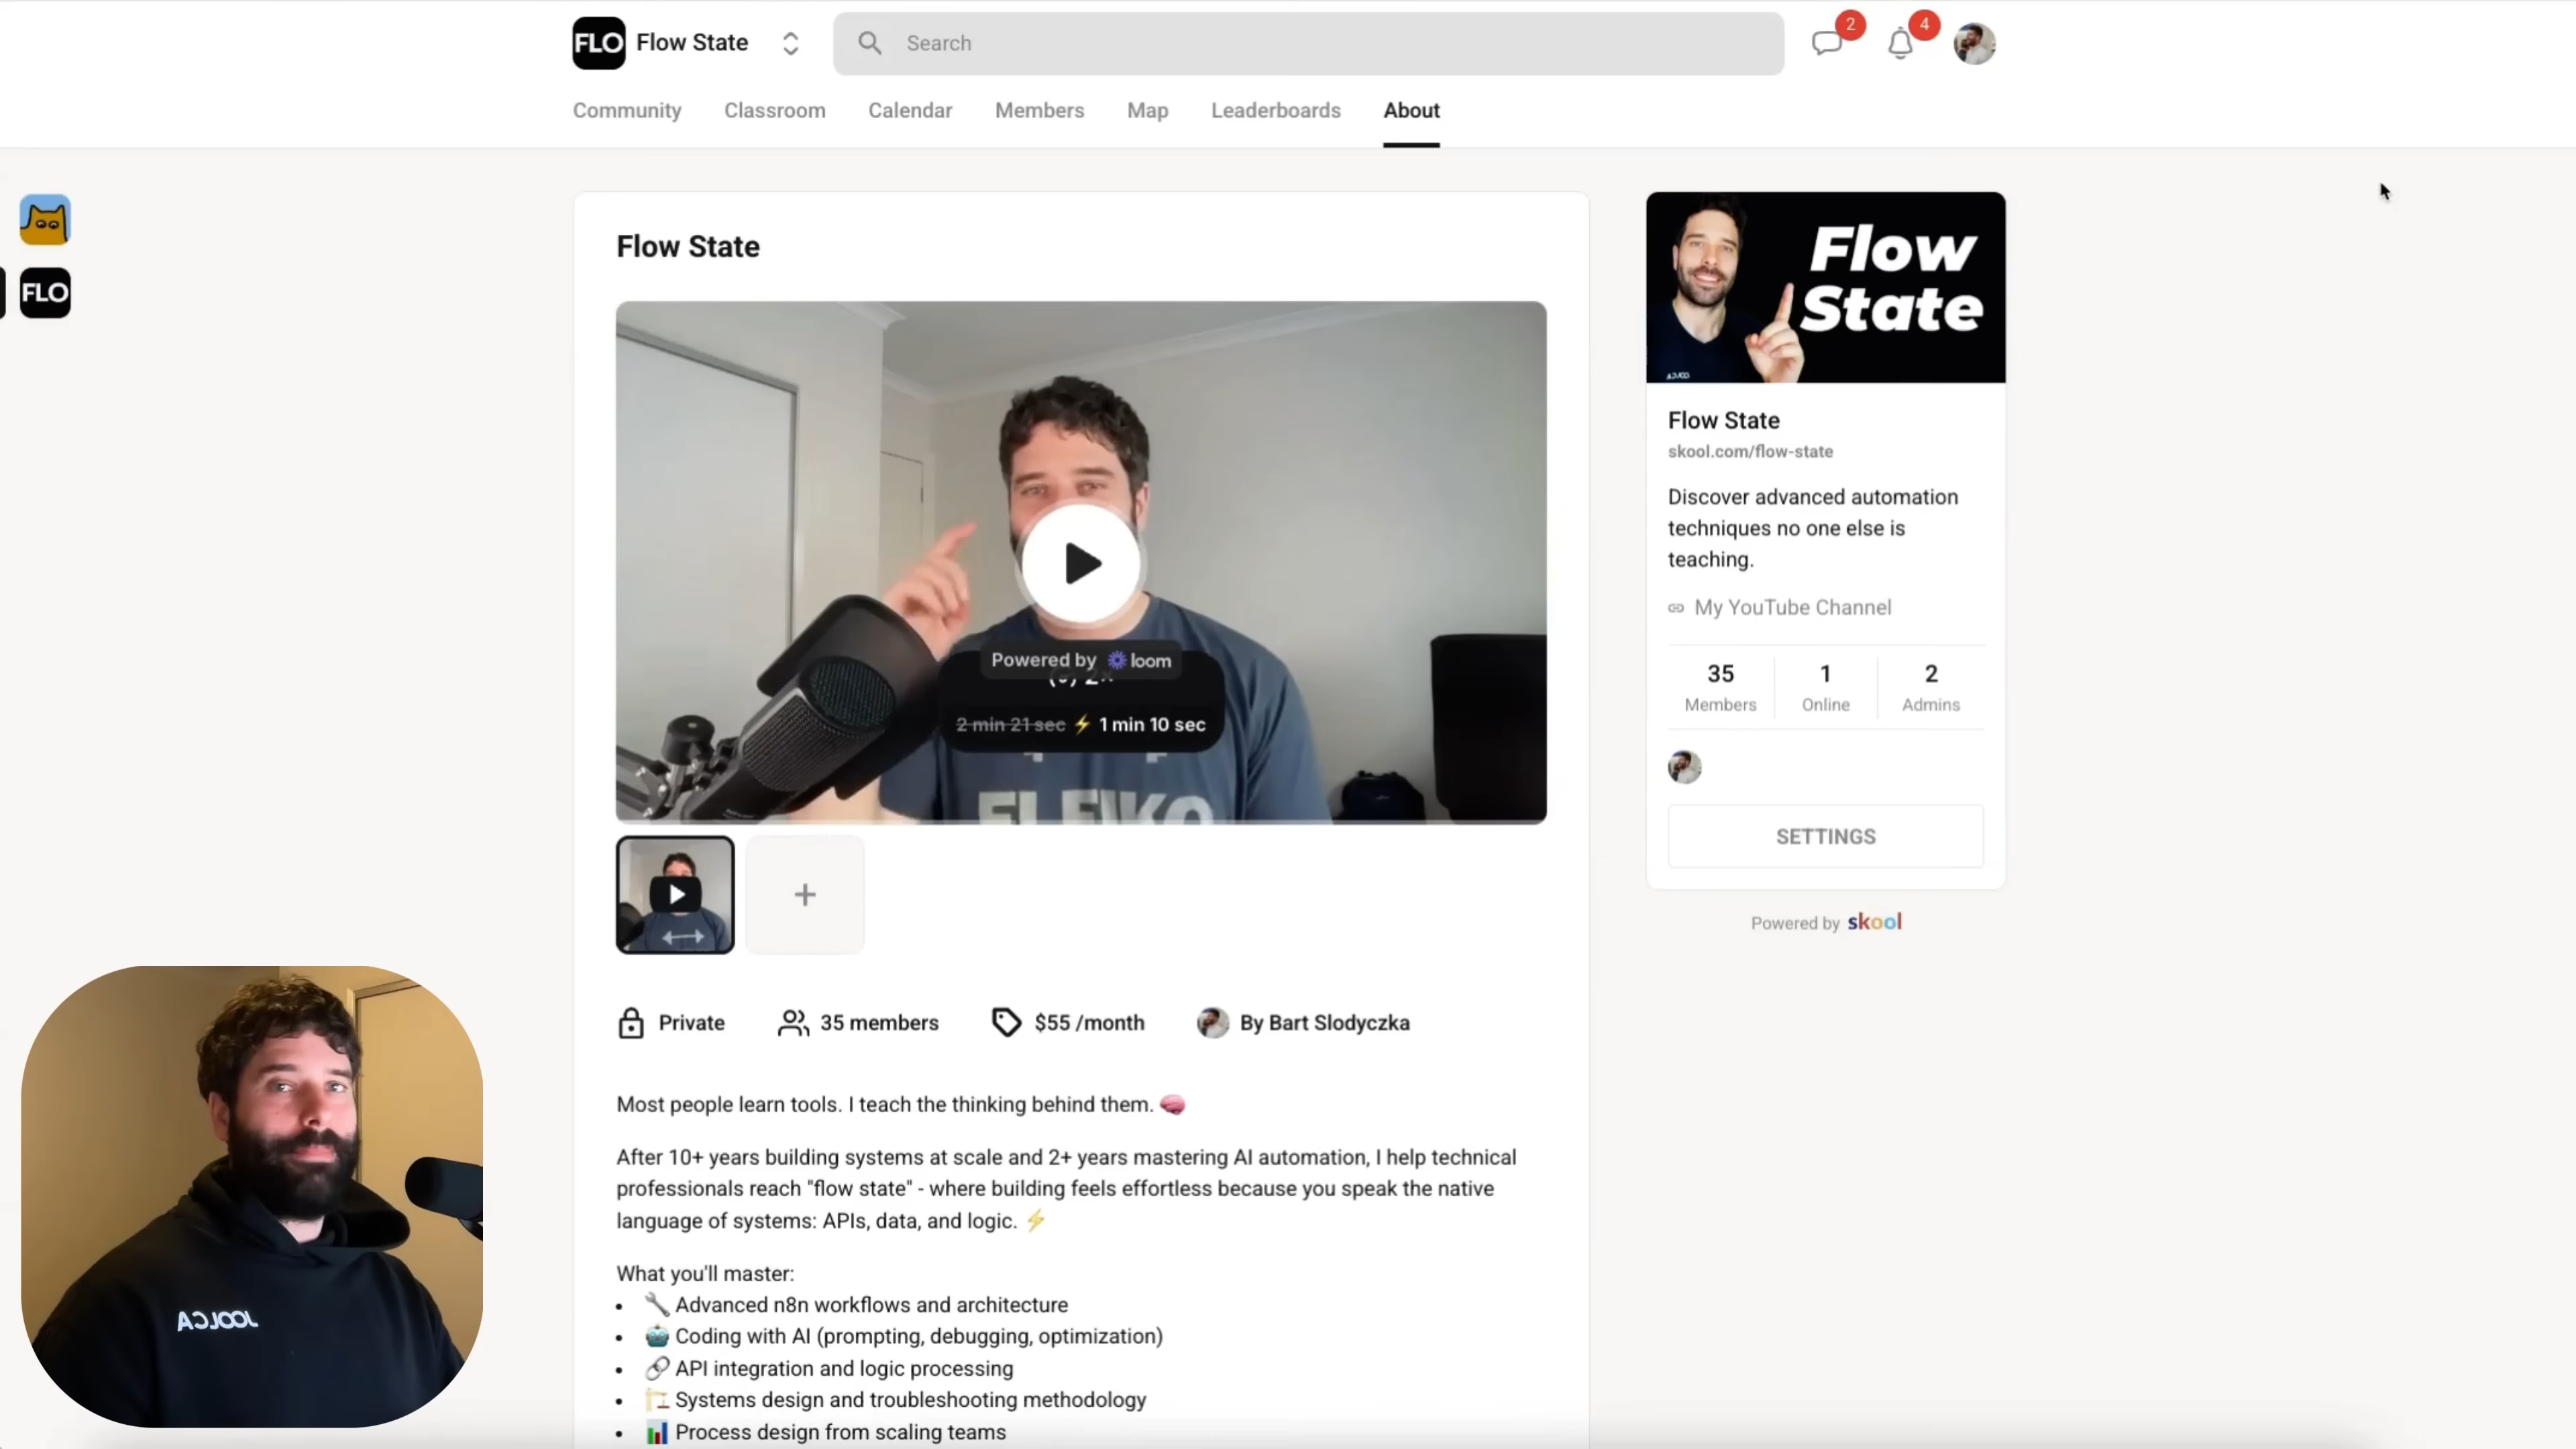 FLO Flow State
Search
2
4
Community Classroom Calendar Members Map Leaderboards About
FLO
Flow State
Powered by loom
2 min 21 sec ⚡ 1 min 10 sec
Private
35 members
$55 /month
By Bart Slodyczka
Most people learn tools. I teach the thinking behind them. 🧠
After 10+ years building systems at scale and 2+ years mastering AI automation, I help technical
professionals reach "flow state" - where building feels effortless because you speak the native
language of systems: APIs, data, and logic. ⚡
What you'll master:
• 🔧 Advanced n8n workflows and architecture
• 🤖 Coding with AI (prompting, debugging, optimization)
• 🔗 API integration and logic processing
• 🏗️ Systems design and troubleshooting methodology
• 📊 Process design from scaling teams
Flow
State
Flow State
skool.com/flow-state
Discover advanced automation
techniques no one else is
teaching.
My YouTube Channel
35
Members
1
Online
2
Admins
SETTINGS
Powered by skool